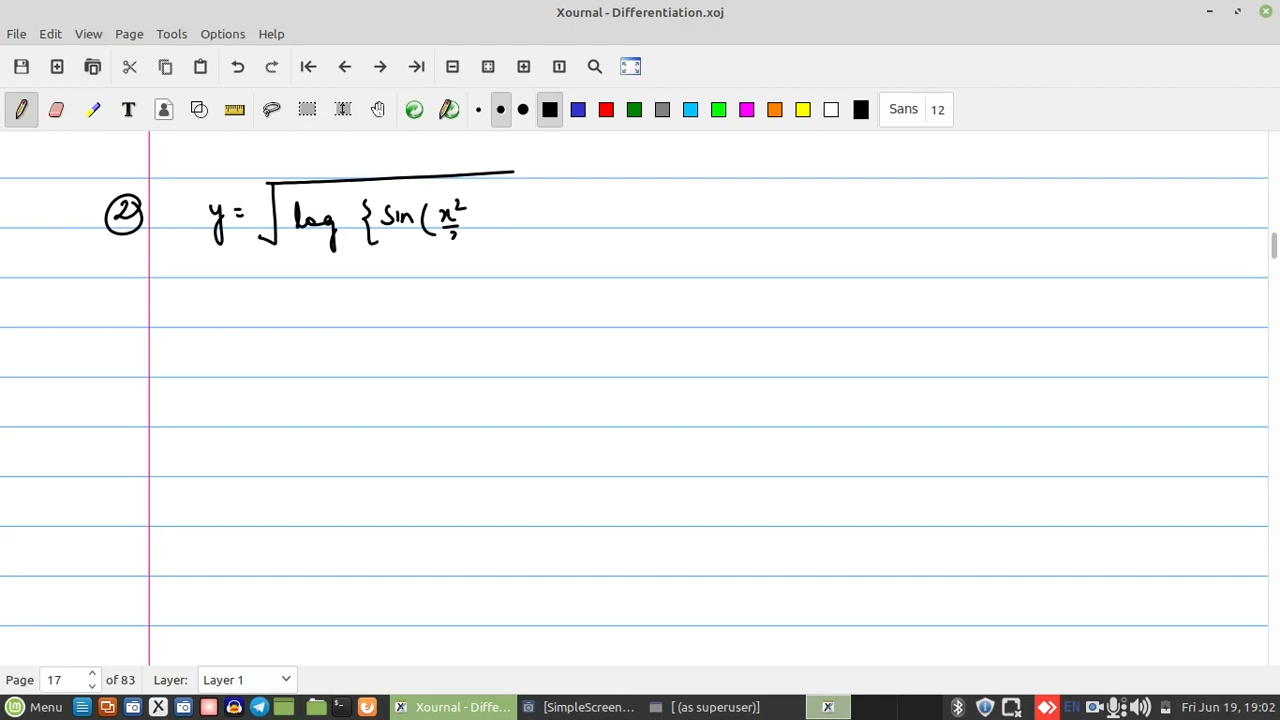 Xournal - Differentiation.xoj
File Edit View Page Tools Options Help
Sans 12
② y = √ log { sin ( x²/
Page 17 of 83 Layer: Layer 1
Menu Xournal - Diffe... [SimpleScreen... [ (as superuser)] EN Fri Jun 19, 19:02